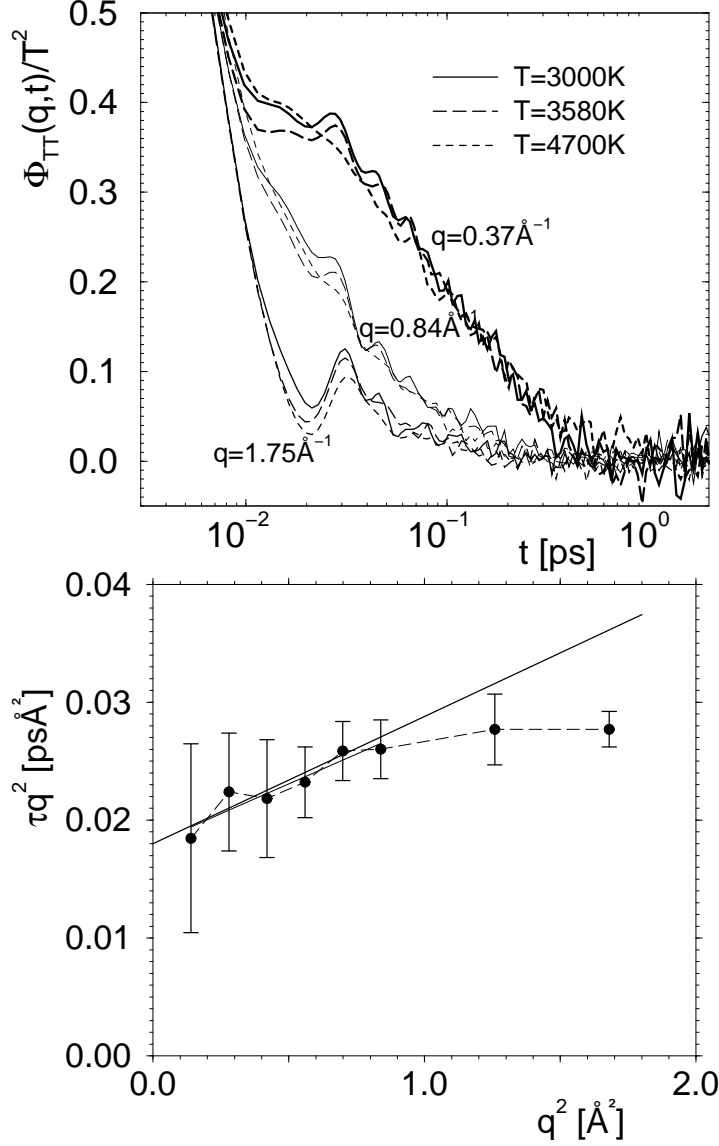 0.5
0.4
0.3
0.2
0.1
0.0
Φ_TT(q,t)/T²
T=3000K
T=3580K
T=4700K
q=0.37Å⁻¹
q=0.84Å⁻¹
q=1.75Å⁻¹
10⁻² 10⁻¹ 10⁰
t [ps]
0.04
0.03
0.02
0.01
0.00
τq² [psÅ²]
0.0 1.0 2.0
q² [Å²]